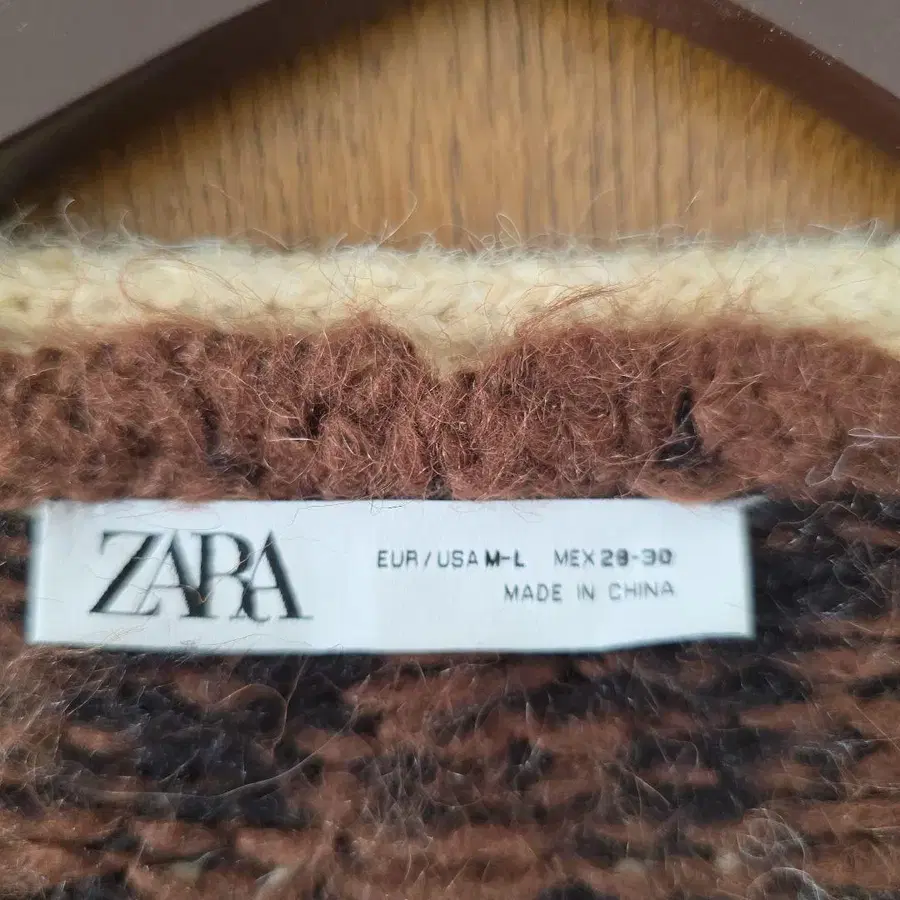 ZARA
EUR/USA M-L MEX 28-30
MADE IN CHINA